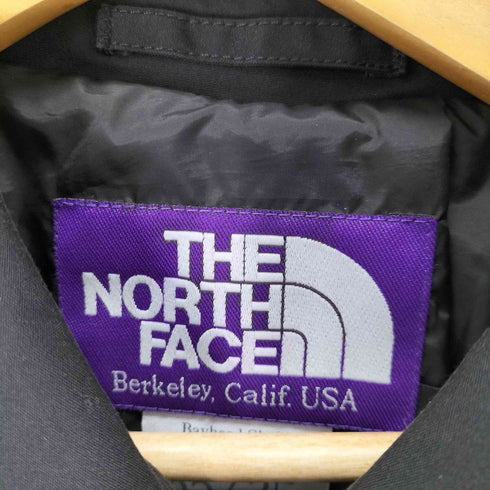 THE
NORTH
FACE
Berkeley, Calif. USA